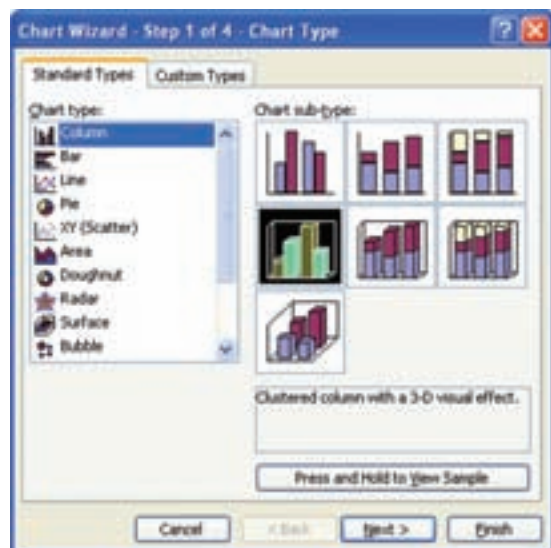 Chart Wizard - Step 1 of 4 - Chart Type
Standard Types
Custom Types
Chart type:
Column
Bar
Line
Pie
XY (Scatter)
Area
Doughnut
Radar
Surface
Bubble
Chart sub-type:
Clustered column with a 3-D visual effect.
Press and Hold to View Sample
Cancel
< Back
Next >
Finish